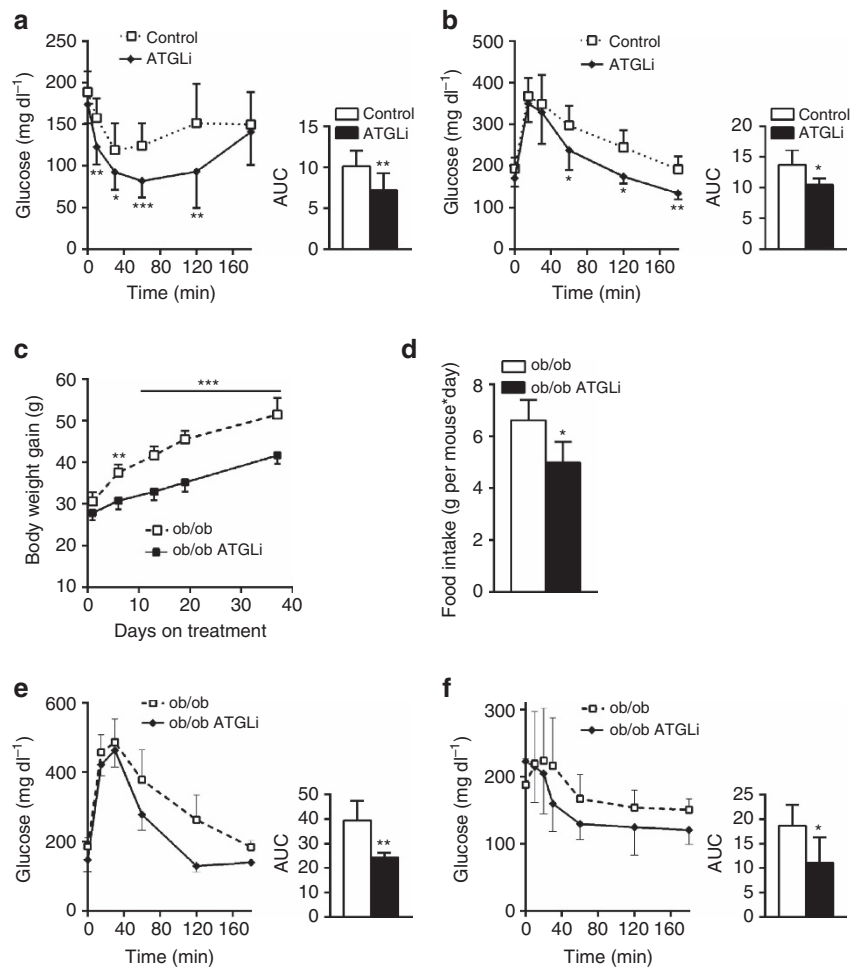 a
Control
ATGLi
250
200
150
100
50
0
Glucose (mg dl⁻¹)
0 40 80 120 160
Time (min)
**
*
***
**
Control
ATGLi
15
10
5
0
AUC
**
b
Control
ATGLi
500
400
300
200
100
0
Glucose (mg dl⁻¹)
0 40 80 120 160
Time (min)
*
*
**
Control
ATGLi
20
15
10
5
0
AUC
*
c
***
60
50
40
30
20
10
Body weight gain (g)
**
ob/ob
ob/ob ATGLi
0 10 20 30 40
Days on treatment
d
ob/ob
ob/ob ATGLi
8
6
4
2
0
Food intake (g per mouse*day)
*
e
ob/ob
ob/ob ATGLi
600
400
200
0
Glucose (mg dl⁻¹)
0 40 80 120 160
Time (min)
50
40
30
20
10
0
AUC
**
f
ob/ob
ob/ob ATGLi
300
200
100
0
Glucose (mg dl⁻¹)
0 40 80 120 160
Time (min)
25
20
15
10
5
0
AUC
*